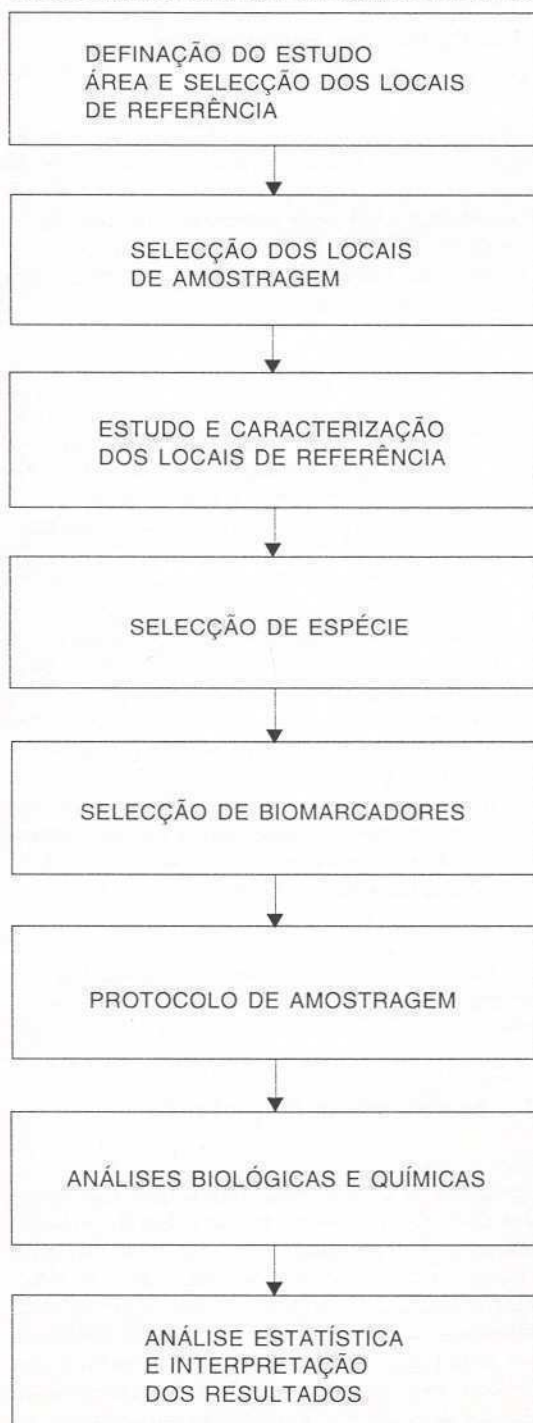 DEFINAÇÃO DO ESTUDO
ÁREA E SELECÇÃO DOS LOCAIS
DE REFERÊNCIA
SELECÇÃO DOS LOCAIS
DE AMOSTRAGEM
ESTUDO E CARACTERIZAÇÃO
DOS LOCAIS DE REFERÊNCIA
SELECÇÃO DE ESPÉCIE
SELECÇÃO DE BIOMARCADORES
PROTOCOLO DE AMOSTRAGEM
ANÁLISES BIOLÓGICAS E QUÍMICAS
ANÁLISE ESTATÍSTICA
E INTERPRETAÇÃO
DOS RESULTADOS